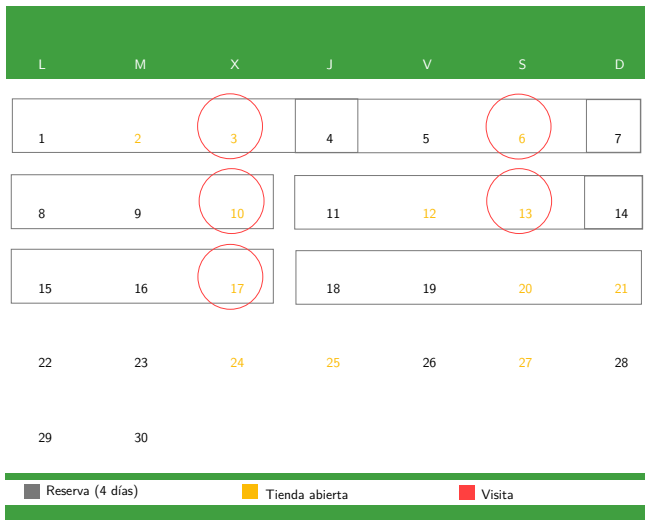 L M X J V S D
1 2 3 4 5 6 7
8 9 10 11 12 13 14
15 16 17 18 19 20 21
22 23 24 25 26 27 28
29 30
Reserva (4 días) Tienda abierta Visita